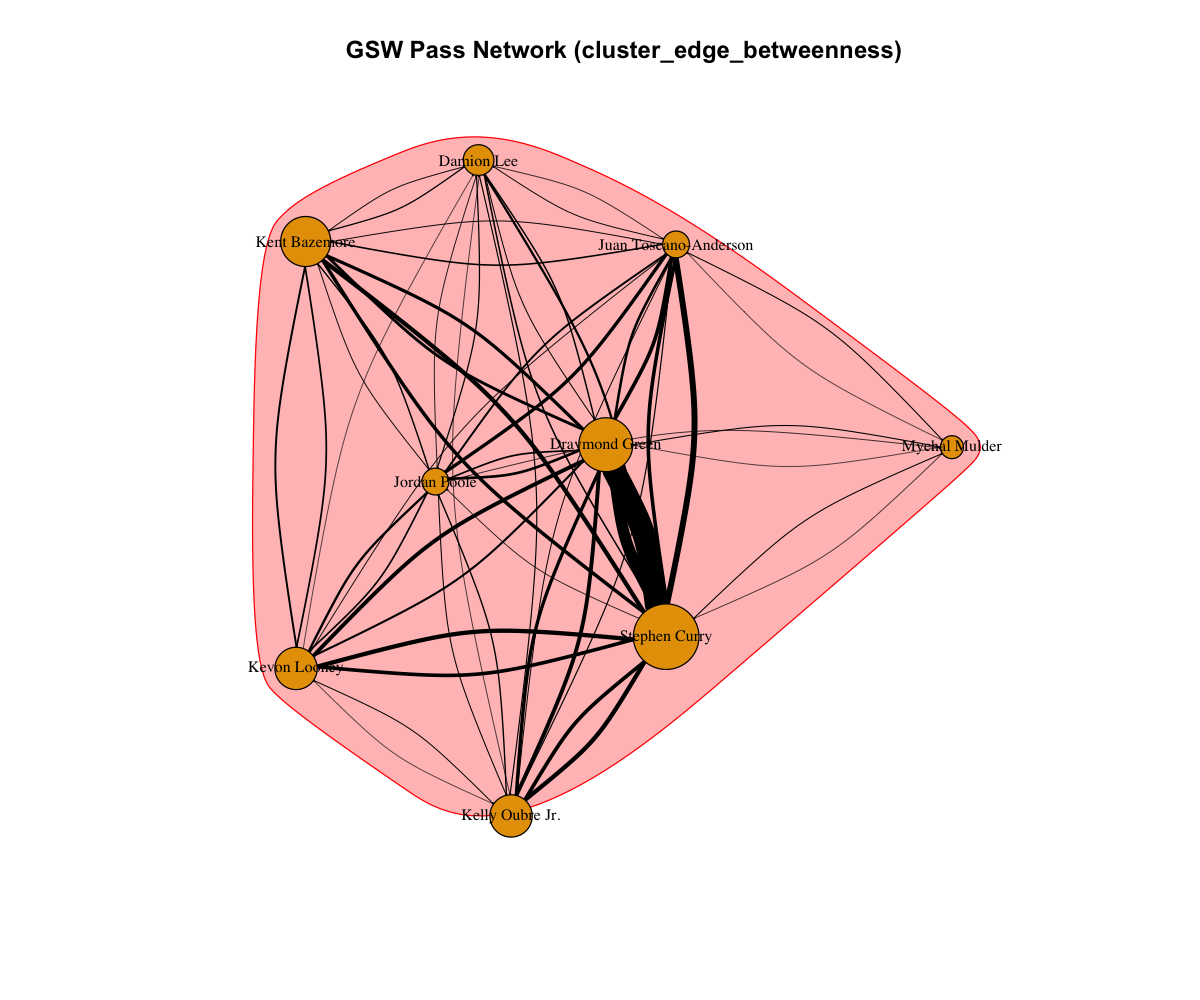 GSW Pass Network (cluster_edge_betweenness)
Damion Lee
Kent Bazemore
Juan Toscano-Anderson
Draymond Green
Mychal Mulder
Jordan Poole
Stephen Curry
Kevon Looney
Kelly Oubre Jr.